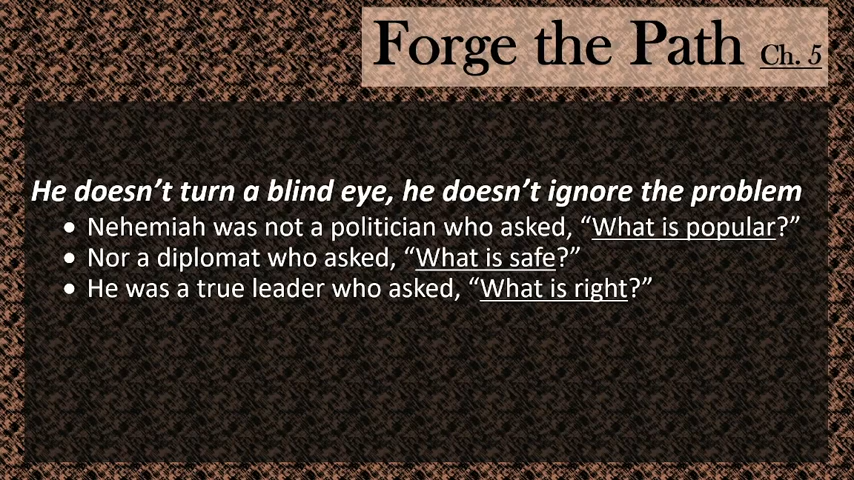 Forge the Path Ch. 5
He doesn’t turn a blind eye, he doesn’t ignore the problem
• Nehemiah was not a politician who asked, “What is popular?”
• Nor a diplomat who asked, “What is safe?”
• He was a true leader who asked, “What is right?”